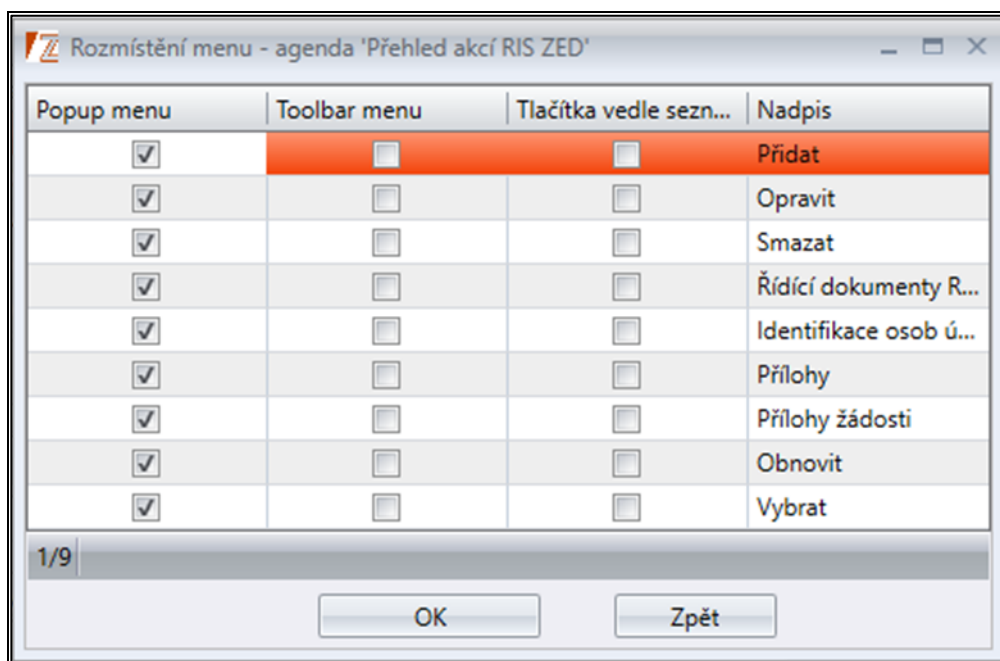 Rozmístění menu - agenda 'Přehled akcí RIS ZED'
Popup menu Toolbar menu Tlačítka vedle sezn... Nadpis
Přidat
Opravit
Smazat
Řídící dokumenty R...
Identifikace osob ú...
Přílohy
Přílohy žádosti
Obnovit
Vybrat
1/9
OK Zpět